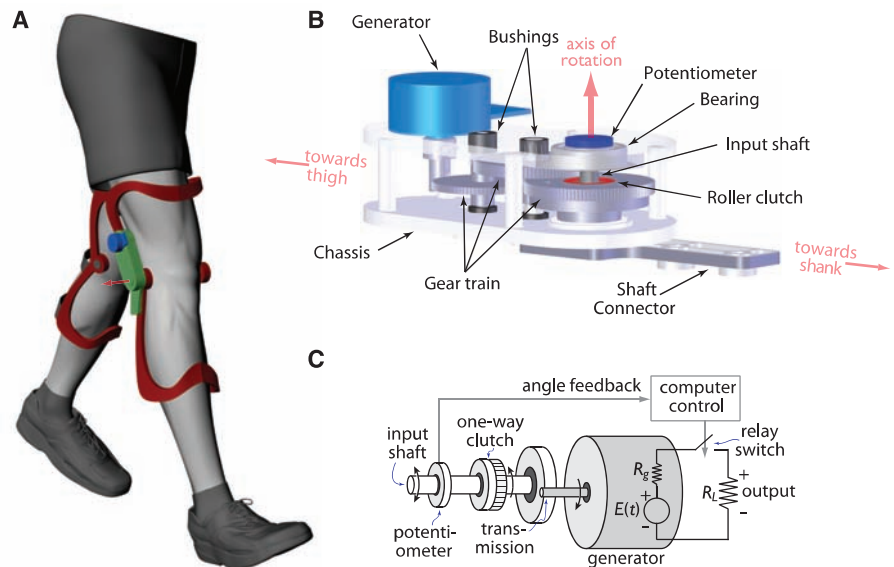 A
B
Generator
Bushings
axis of
rotation
Potentiometer
Bearing
Input shaft
Roller clutch
towards
thigh
Chassis
Gear train
Shaft
Connector
towards
shank
C
angle feedback
computer
control
relay
switch
input
shaft
one-way
clutch
potenti-
ometer
trans-
mission
generator
Rg
+
E(t)
-
RL
+
output
-